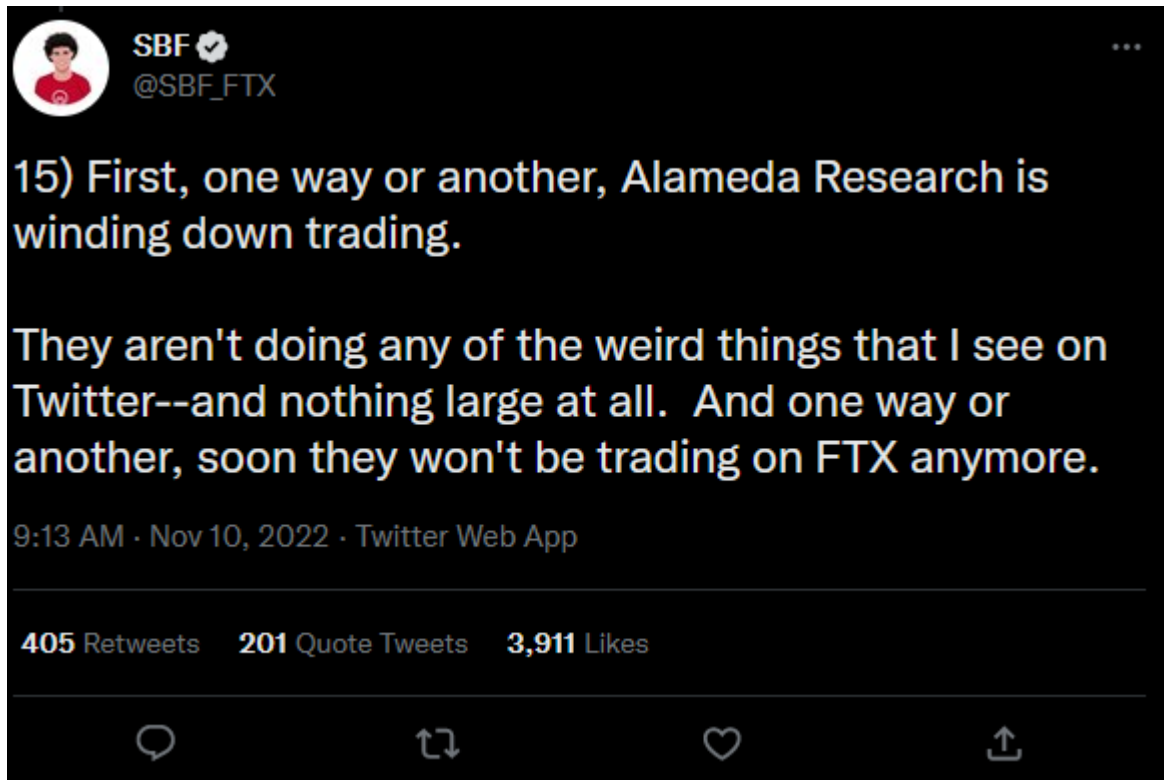 SBF
@SBF_FTX
15) First, one way or another, Alameda Research is
winding down trading.
They aren't doing any of the weird things that I see on
Twitter--and nothing large at all.  And one way or
another, soon they won't be trading on FTX anymore.
9:13 AM · Nov 10, 2022 · Twitter Web App
405 Retweets 201 Quote Tweets 3,911 Likes